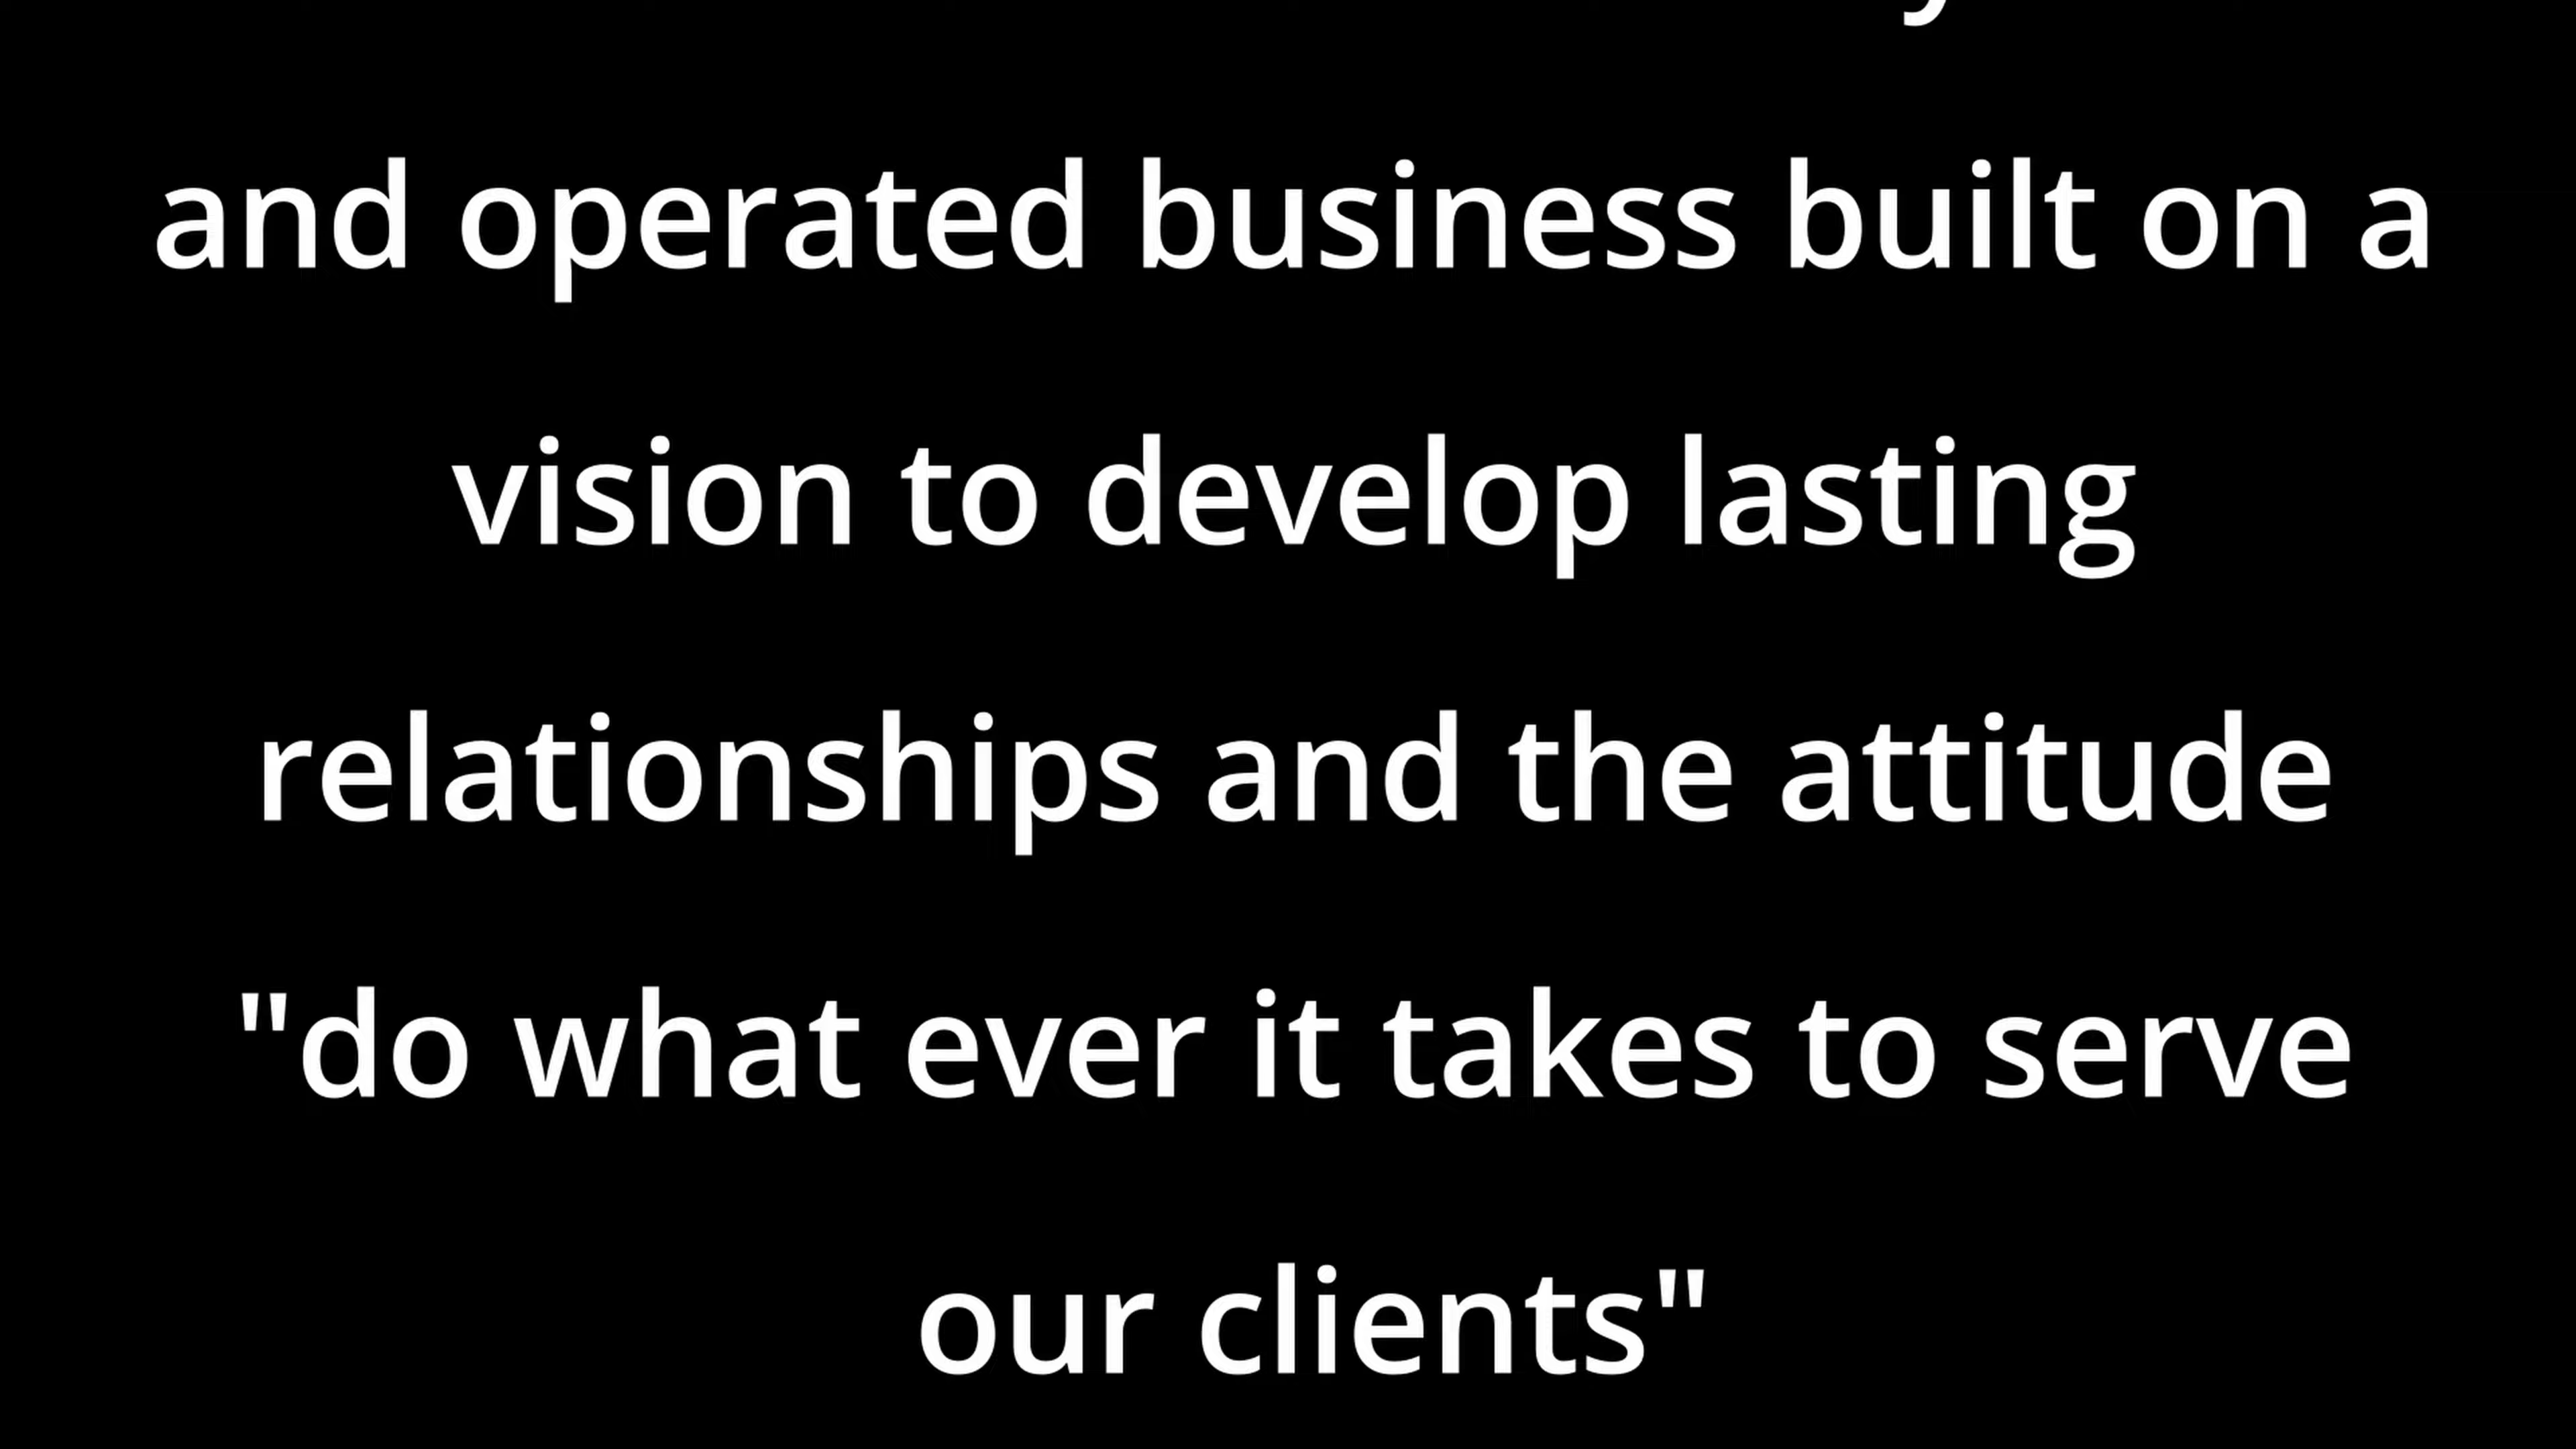 and operated business built on a
vision to develop lasting
relationships and the attitude
"do what ever it takes to serve
our clients"